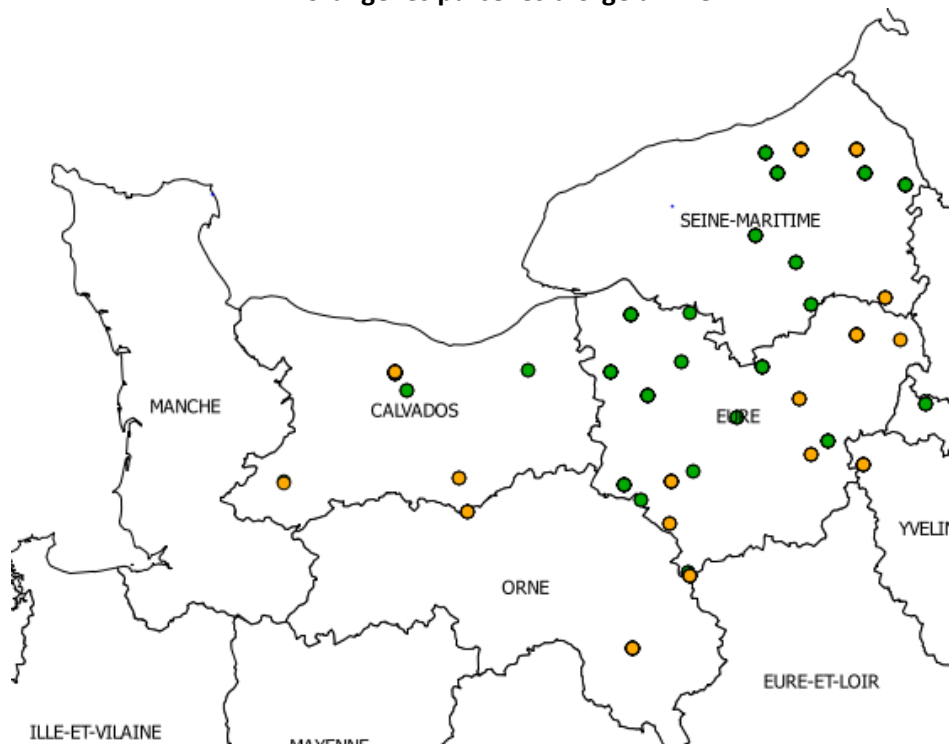 SEINE-MARITIME
MANCHE
CALVADOS
EURE
YVELIN
ORNE
EURE-ET-LOIR
ILLE-ET-VILAINE
MAYENNE